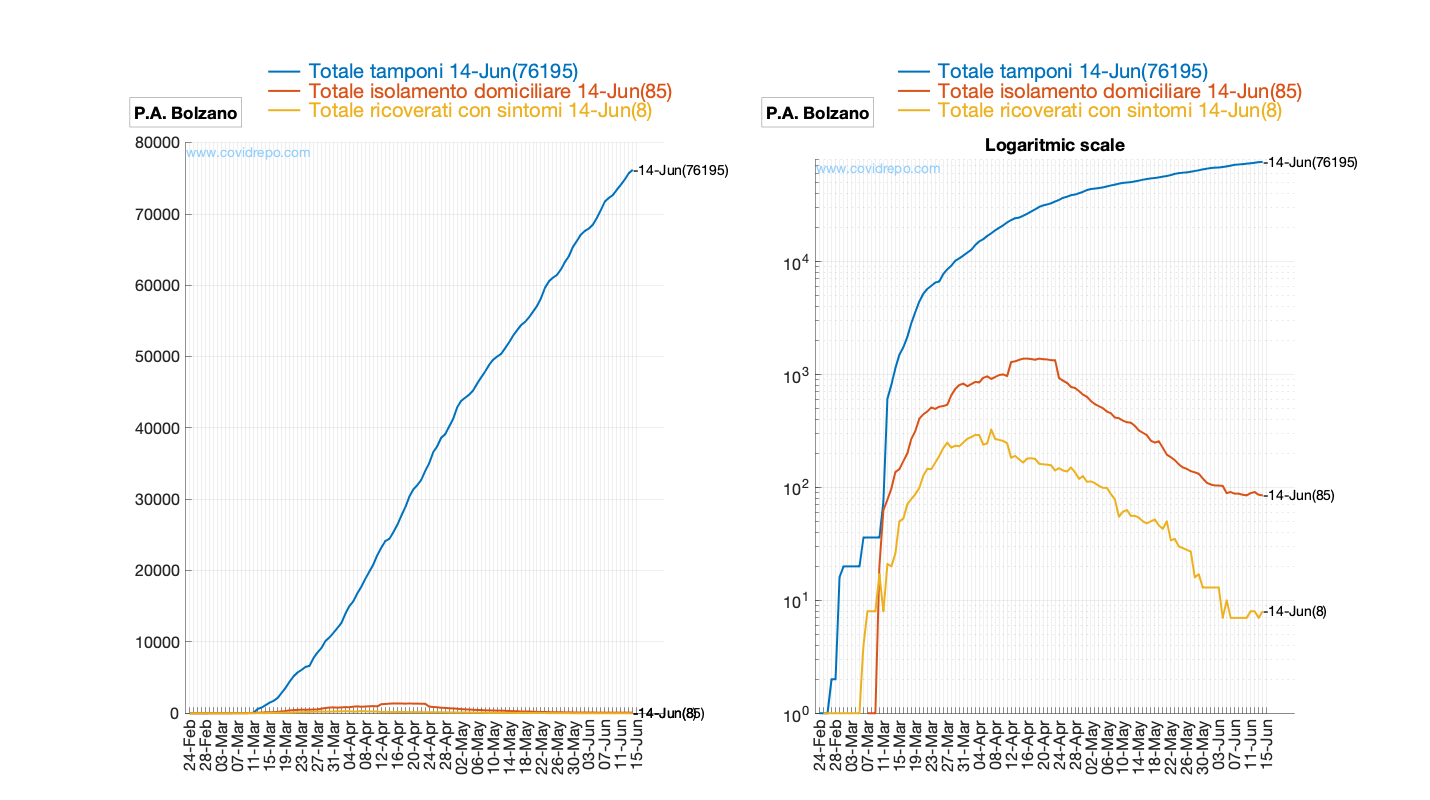 Totale tamponi 14-Jun(76195)
Totale isolamento domiciliare 14-Jun(85)
Totale ricoverati con sintomi 14-Jun(8)
P.A. Bolzano
www.covidrepo.com
80000
70000
60000
50000
40000
30000
20000
10000
0
-14-Jun(76195)
-14-Jun(85)
24-Feb
28-Feb
03-Mar
07-Mar
11-Mar
15-Mar
19-Mar
23-Mar
27-Mar
31-Mar
04-Apr
08-Apr
12-Apr
16-Apr
20-Apr
24-Apr
28-Apr
02-May
06-May
10-May
14-May
18-May
22-May
26-May
30-May
03-Jun
07-Jun
11-Jun
15-Jun
Totale tamponi 14-Jun(76195)
Totale isolamento domiciliare 14-Jun(85)
Totale ricoverati con sintomi 14-Jun(8)
P.A. Bolzano
Logaritmic scale
www.covidrepo.com
10^4
10^3
10^2
10^1
10^0
-14-Jun(76195)
-14-Jun(85)
-14-Jun(8)
24-Feb
28-Feb
03-Mar
07-Mar
11-Mar
15-Mar
19-Mar
23-Mar
27-Mar
31-Mar
04-Apr
08-Apr
12-Apr
16-Apr
20-Apr
24-Apr
28-Apr
02-May
06-May
10-May
14-May
18-May
22-May
26-May
30-May
03-Jun
07-Jun
11-Jun
15-Jun